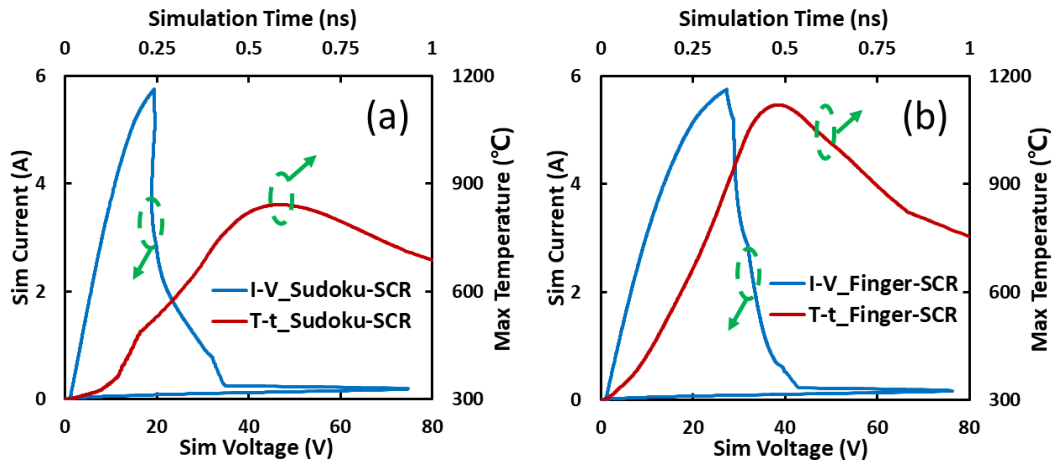 Simulation Time (ns)
0 0.25 0.5 0.75 1
6 1200
(a)
4 900
Sim Current (A)
Max Temperature (℃)
2 600
I-V_Sudoku-SCR
T-t_Sudoku-SCR
0 300
0 20 40 60 80
Sim Voltage (V)
Simulation Time (ns)
0 0.25 0.5 0.75 1
6 1200
(b)
4 900
Sim Current (A)
Max Temperature (℃)
2 600
I-V_Finger-SCR
T-t_Finger-SCR
0 300
0 20 40 60 80
Sim Voltage (V)